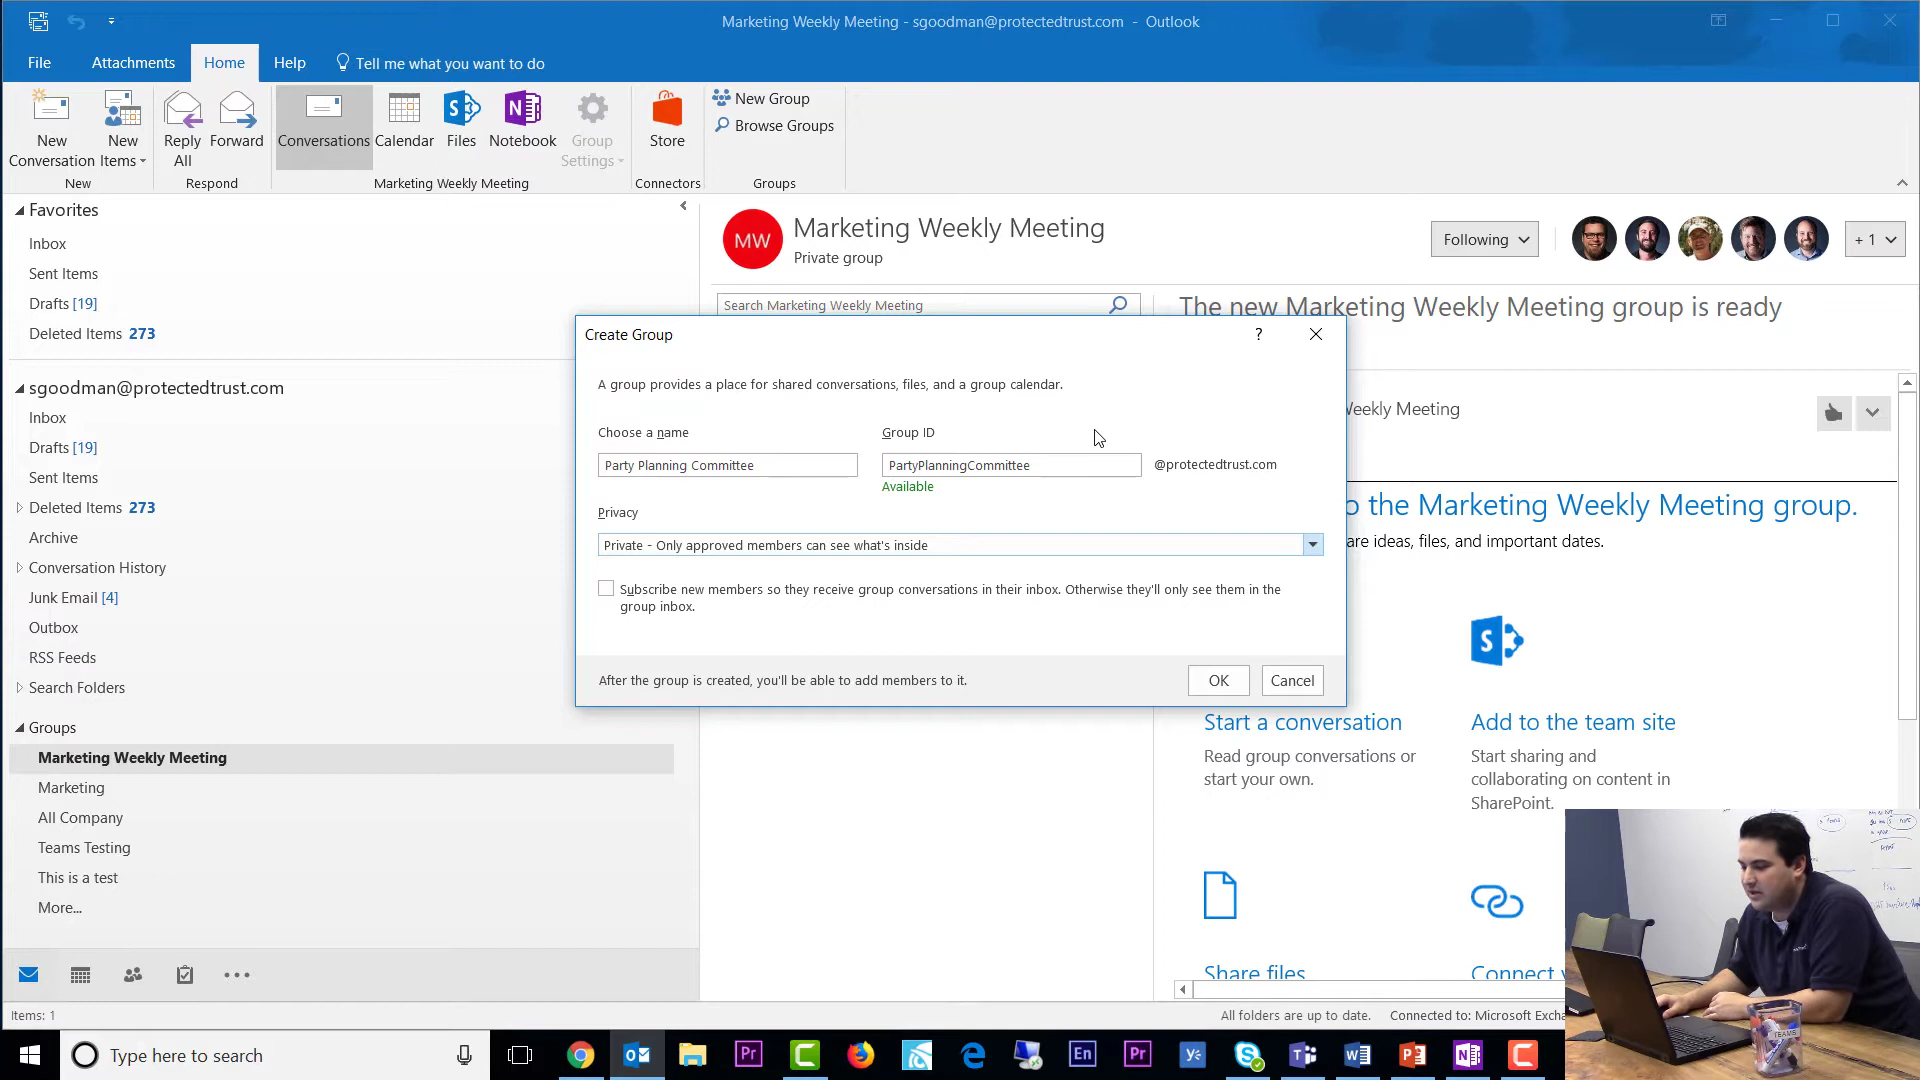 Marketing Weekly Meeting - sgoodman@protectedtrust.com - Outlook
File Attachments Home Help Tell me what you want to do
New Conversation
New Items
Reply All
Forward
Conversations
Calendar
Files
Notebook
Group Settings
Store
New Group
Browse Groups
New Respond Marketing Weekly Meeting Connectors Groups
Favorites
Inbox
Sent Items
Drafts [19]
Deleted Items 273
sgoodman@protectedtrust.com
Inbox
Drafts [19]
Sent Items
Deleted Items 273
Archive
Conversation History
Junk Email [4]
Outbox
RSS Feeds
Search Folders
Groups
Marketing Weekly Meeting
Marketing
All Company
Teams Testing
This is a test
More...
Items: 1
MW
Marketing Weekly Meeting
Private group
Following
+ 1
Search Marketing Weekly Meeting
The new Marketing Weekly Meeting group is ready
Weekly Meeting
o the Marketing Weekly Meeting group.
are ideas, files, and important dates.
Create Group
?
A group provides a place for shared conversations, files, and a group calendar.
Choose a name
Group ID
Party Planning Committee
PartyPlanningCommittee
@protectedtrust.com
Available
Privacy
Private - Only approved members can see what's inside
Subscribe new members so they receive group conversations in their inbox. Otherwise they'll only see them in the
group inbox.
After the group is created, you'll be able to add members to it.
OK
Cancel
Start a conversation
Read group conversations or
start your own.
Add to the team site
Start sharing and
collaborating on content in
SharePoint.
Share files
Connect
All folders are up to date.
Connected to: Microsoft Excha
TEAMS
Type here to search